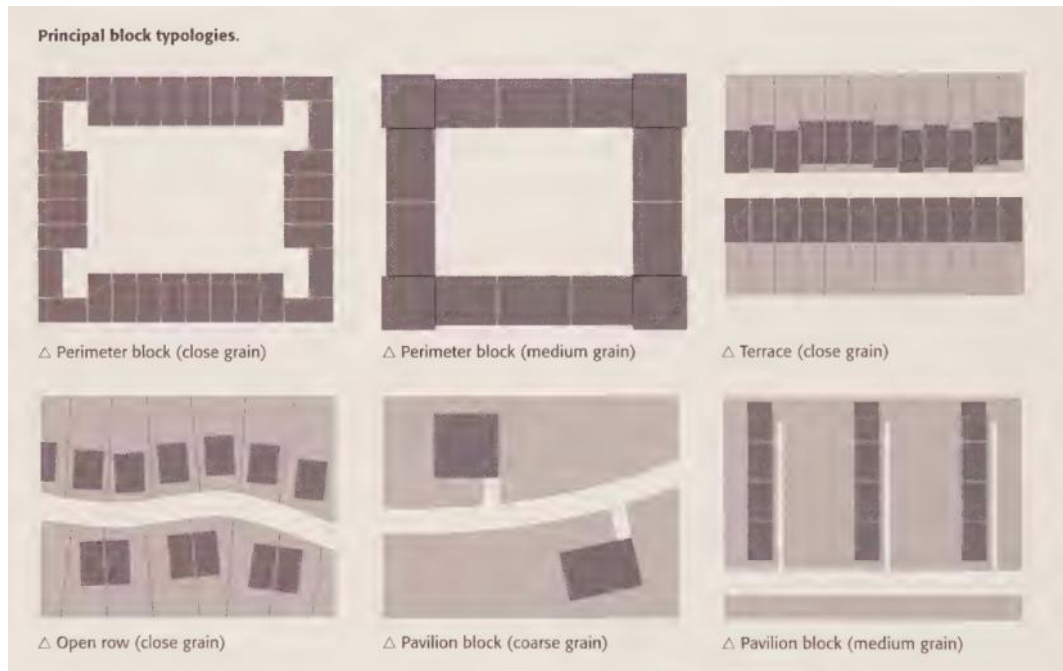 Principal block typologies.
△ Perimeter block (close grain)
△ Perimeter block (medium grain)
△ Terrace (close grain)
△ Open row (close grain)
△ Pavilion block (coarse grain)
△ Pavilion block (medium grain)